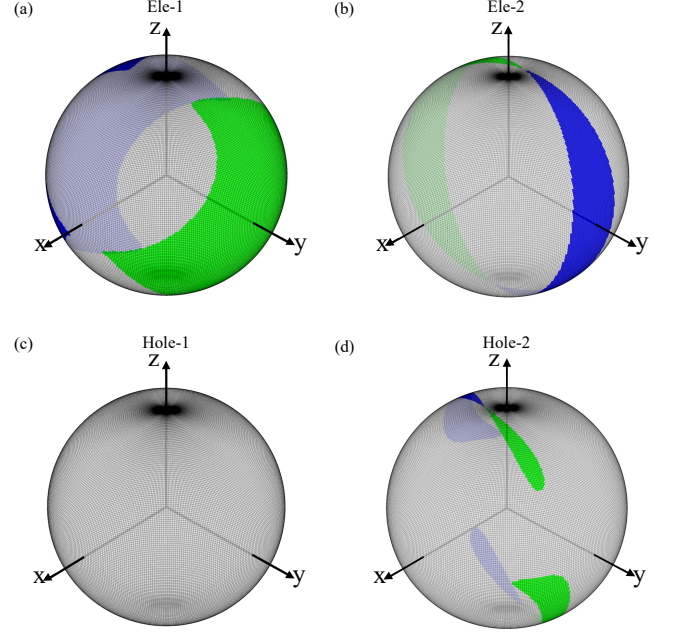 (a) Ele-1
z
x y
(b) Ele-2
z
x y
(c) Hole-1
z
x y
(d) Hole-2
z
x y